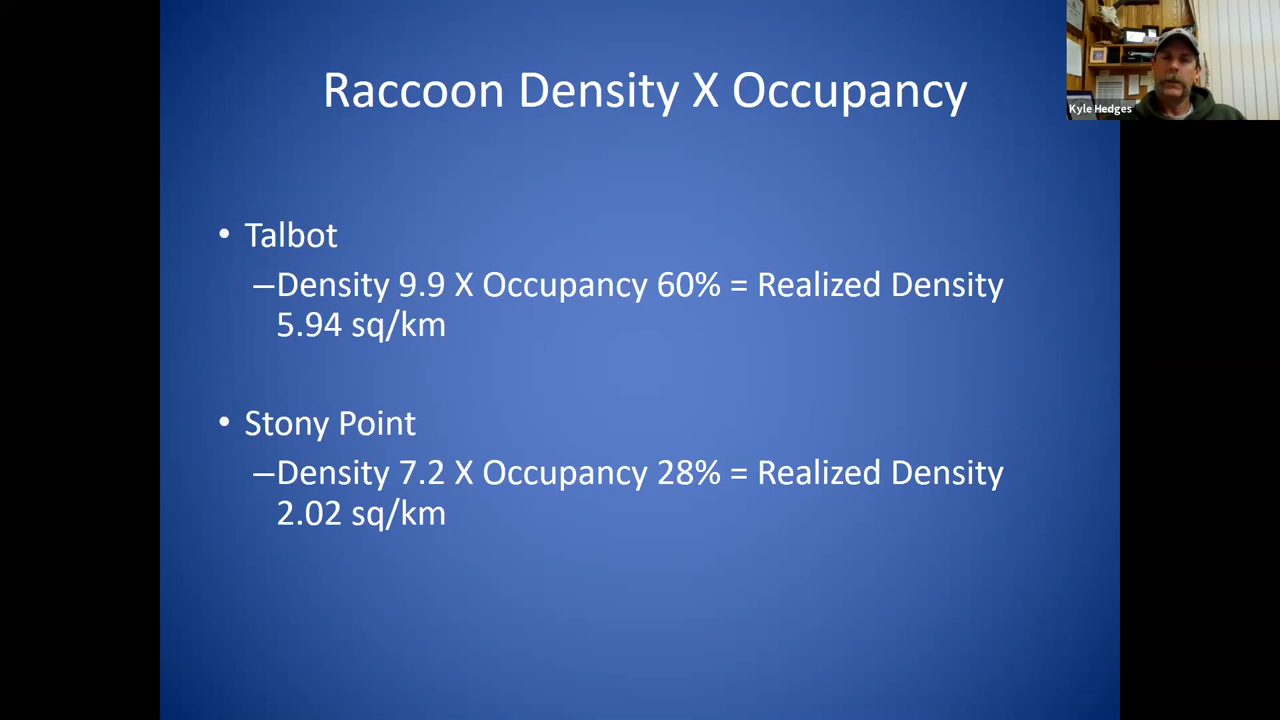 Raccoon Density X Occupancy
Kyle Hedges
• Talbot
–Density 9.9 X Occupancy 60% = Realized Density
5.94 sq/km
• Stony Point
–Density 7.2 X Occupancy 28% = Realized Density
2.02 sq/km